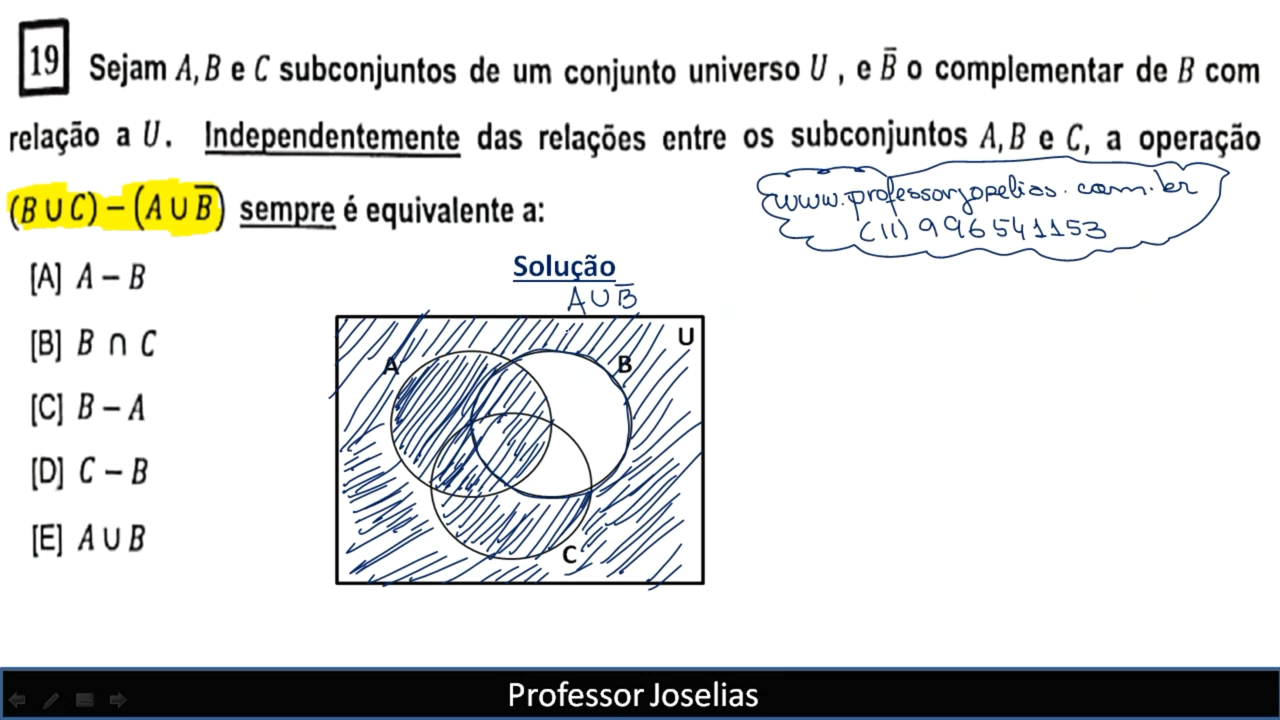 19 Sejam A, B e C subconjuntos de um conjunto universo U , e B̅ o complementar de B com
relação a U. Independentemente das relações entre os subconjuntos A, B e C, a operação
(B ∪ C) − (A ∪ B̅) sempre é equivalente a:
www.professorjoselias.com.br
(11) 996541153
[A] A − B
[B] B ∩ C
[C] B − A
[D] C − B
[E] A ∪ B
Solução
A∪B̅
U
A
B
C
Professor Joselias